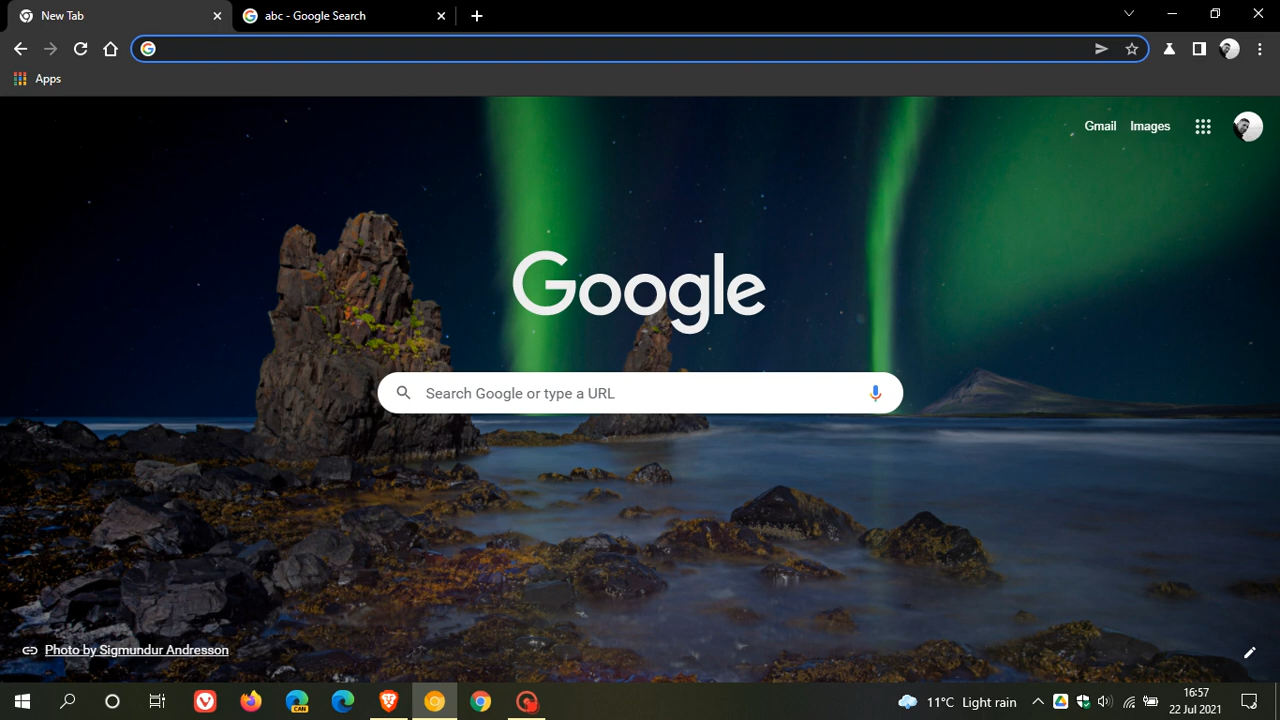 New Tab
abc - Google Search
Apps
Gmail
Images
Google
Search Google or type a URL
Photo by Sigmundur Andresson
CAN
11°C Light rain
16:57
22 Jul 2021